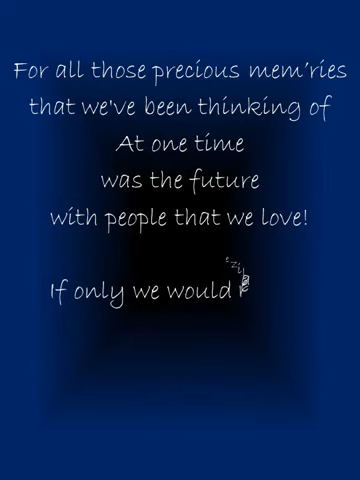 For all those precious mem'ries
that we've been thinking of
At one time
was the future
with people that we love!
If only we would